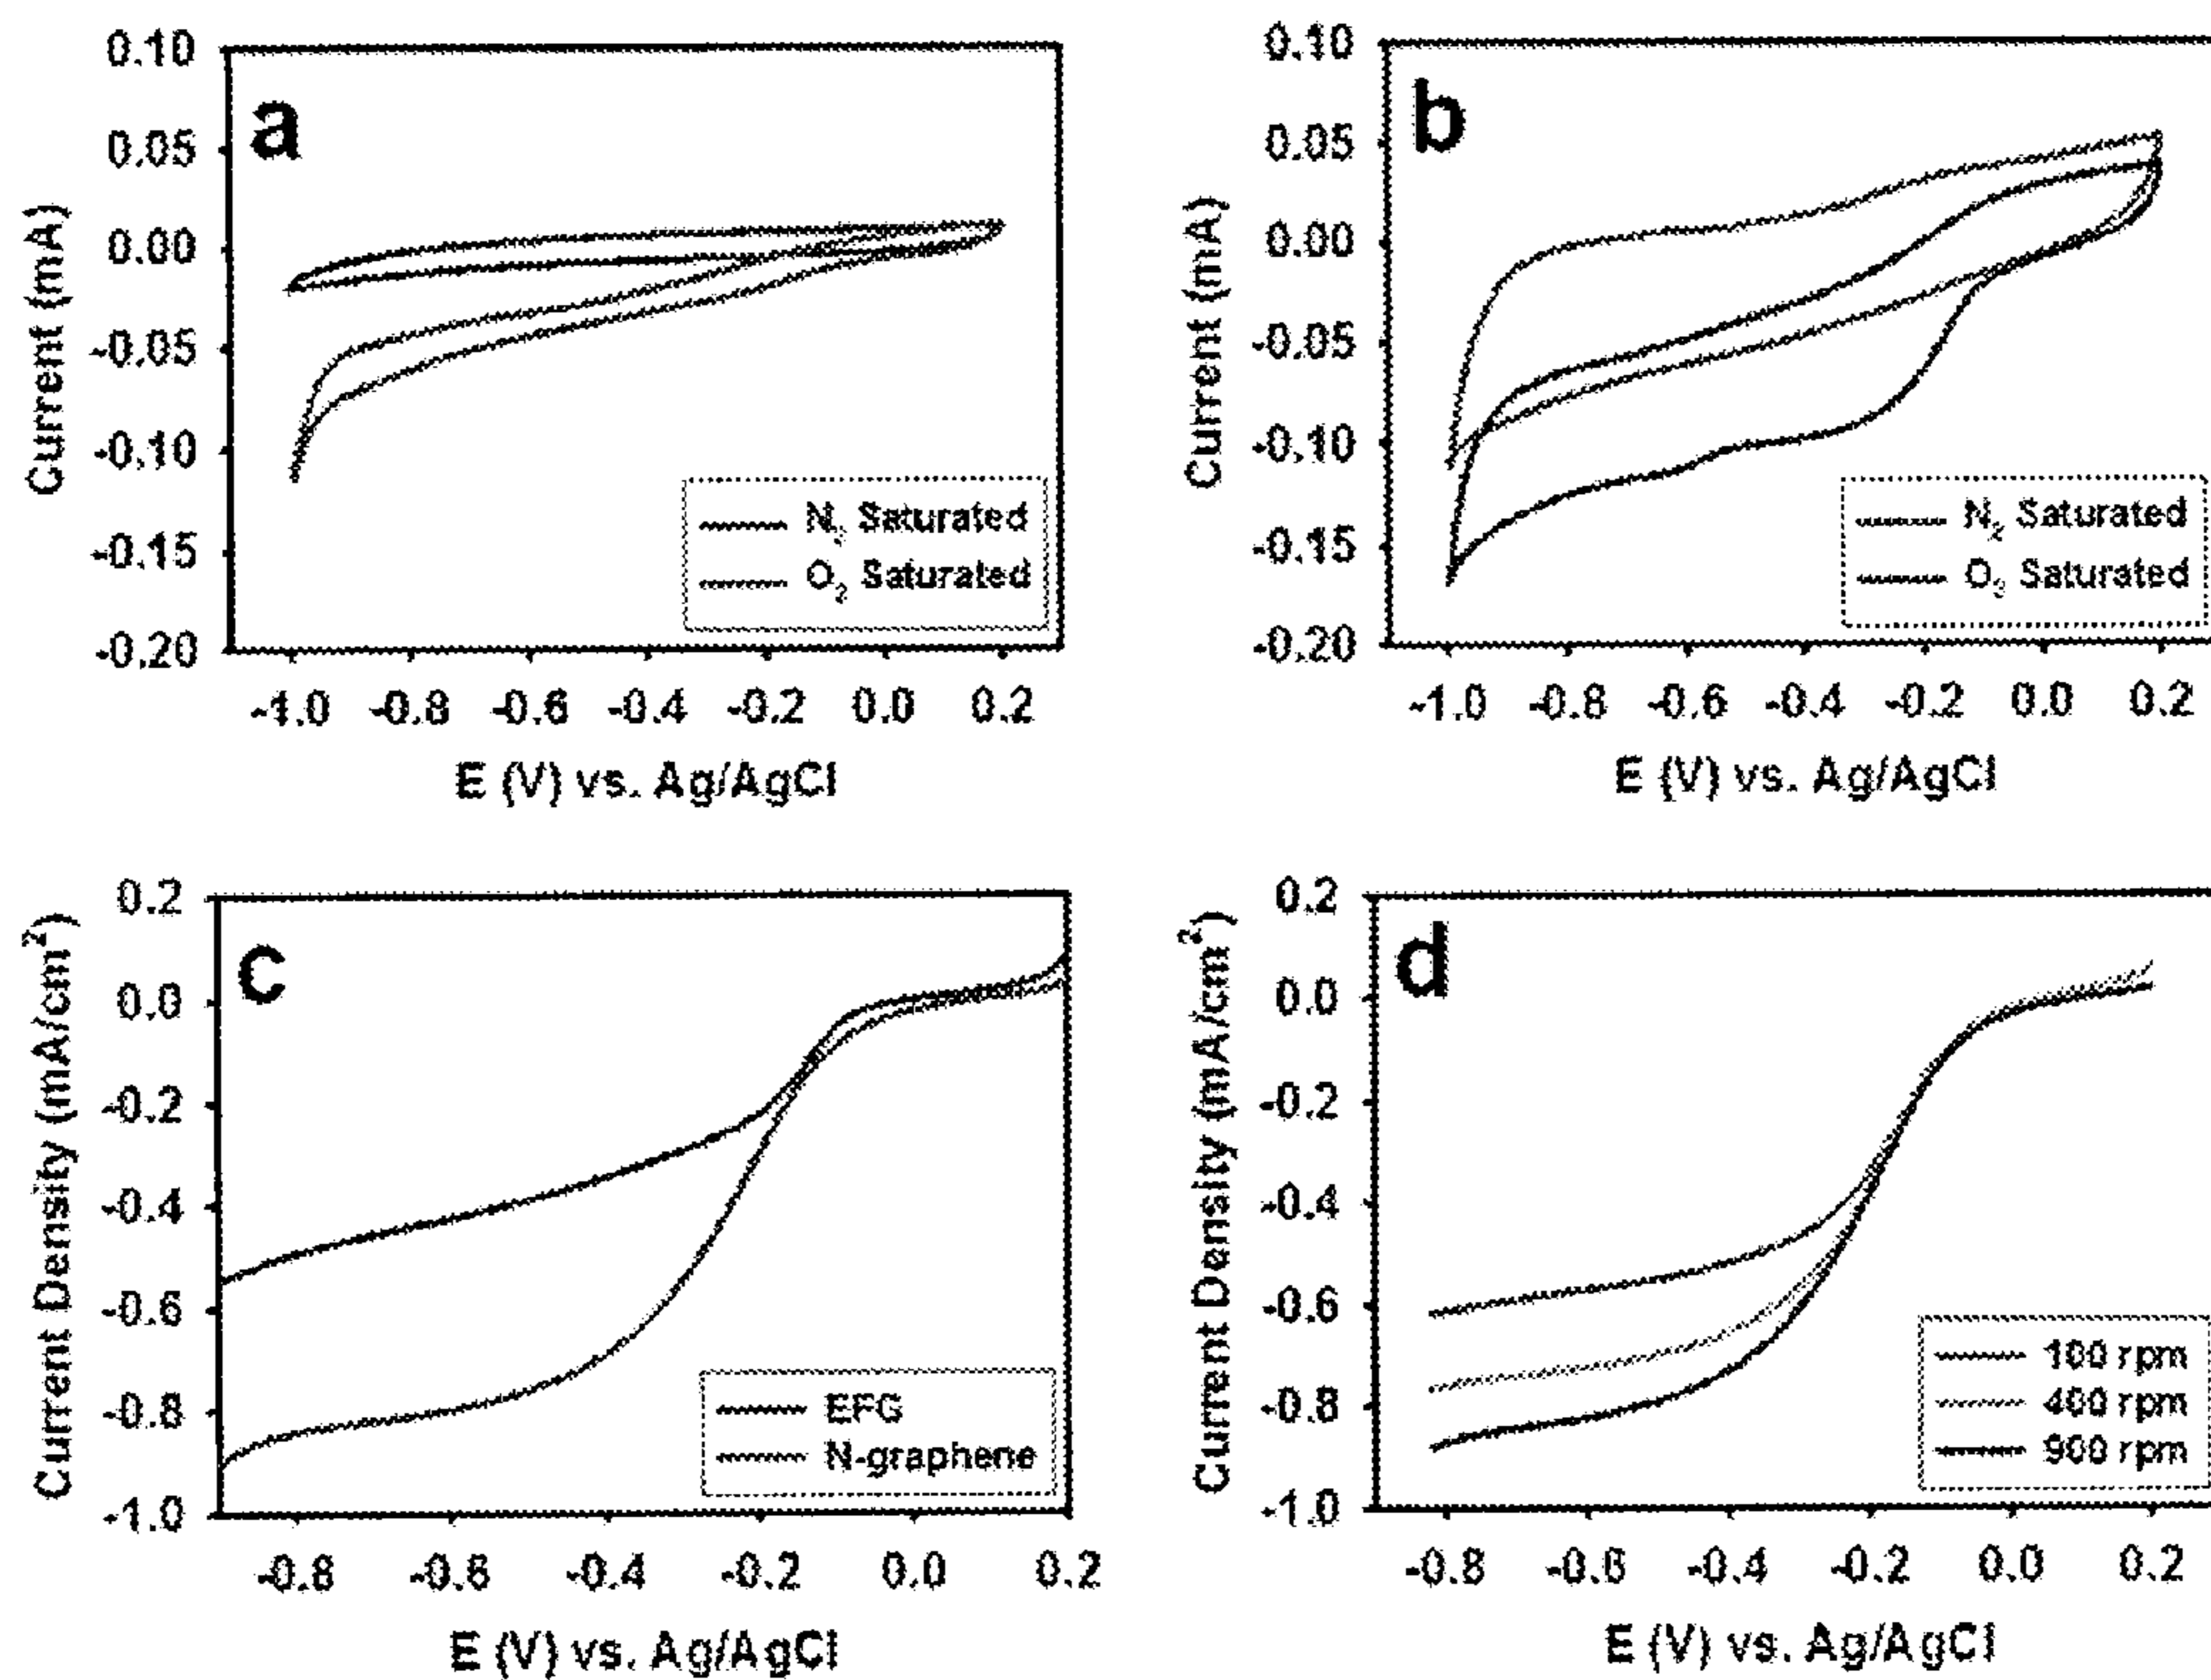 a
0.10
0.05
0.00
-0.05
-0.10
-0.15
-0.20
Current (mA)
N₂ Saturated
O₂ Saturated
-1.0 -0.8 -0.6 -0.4 -0.2 0.0 0.2
E (V) vs. Ag/AgCl
b
0.10
0.05
0.00
-0.05
-0.10
-0.15
-0.20
Current (mA)
N₂ Saturated
O₂ Saturated
-1.0 -0.8 -0.6 -0.4 -0.2 0.0 0.2
E (V) vs. Ag/AgCl
c
0.2
0.0
-0.2
-0.4
-0.6
-0.8
-1.0
Current Density (mA/cm²)
EFG
N-graphene
-0.8 -0.6 -0.4 -0.2 0.0 0.2
E (V) vs. Ag/AgCl
d
0.2
0.0
-0.2
-0.4
-0.6
-0.8
-1.0
Current Density (mA/cm²)
100 rpm
400 rpm
900 rpm
-0.8 -0.6 -0.4 -0.2 0.0 0.2
E (V) vs. Ag/AgCl